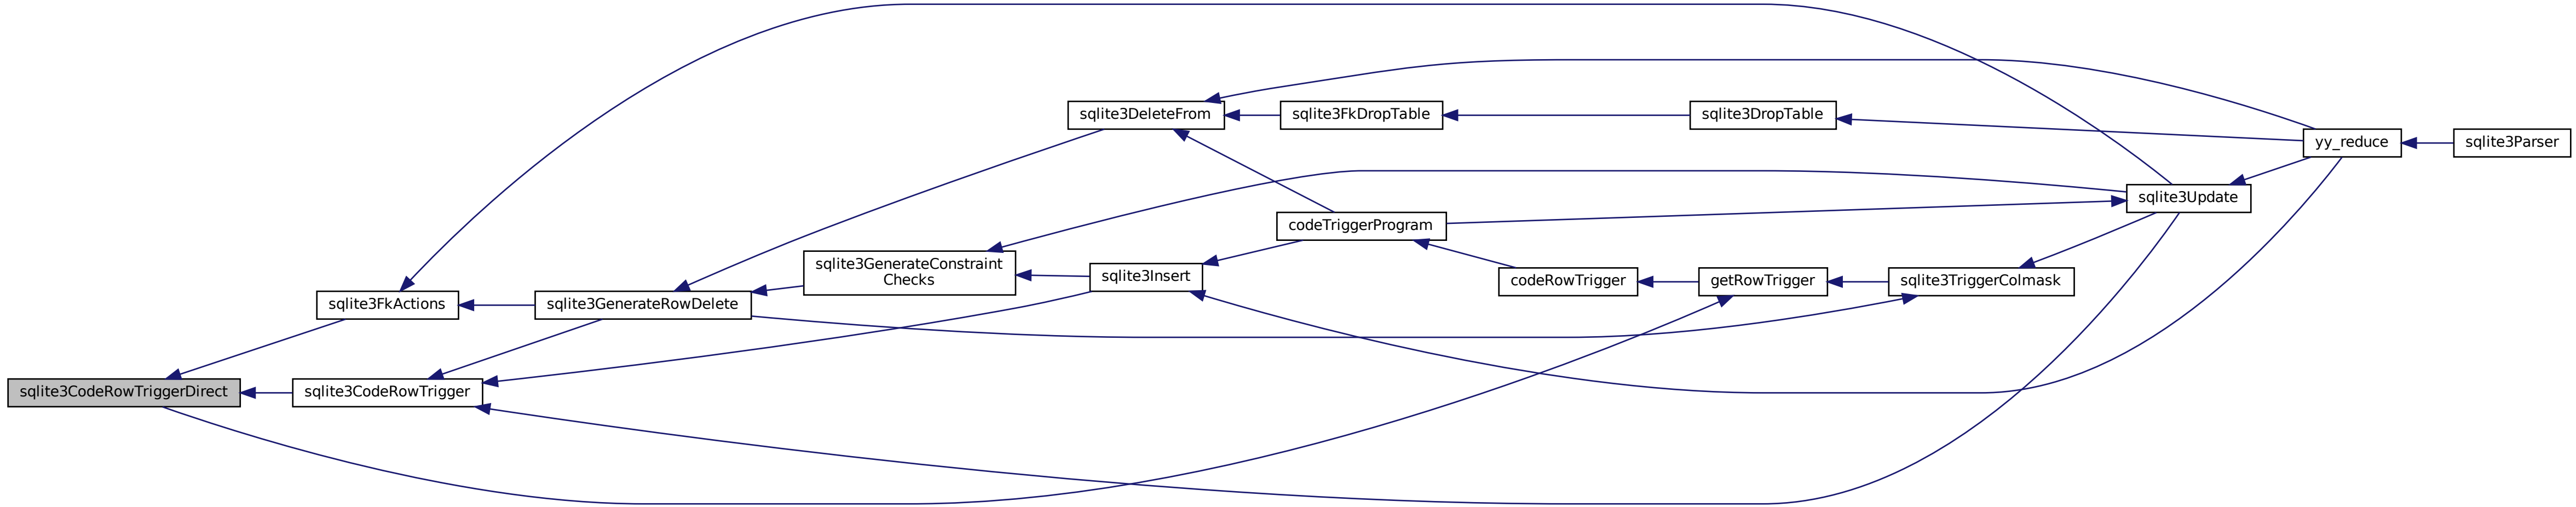 sqlite3DeleteFrom
sqlite3FkDropTable
sqlite3DropTable
yy_reduce
sqlite3Parser
sqlite3Update
codeTriggerProgram
sqlite3GenerateConstraint
Checks
sqlite3Insert
codeRowTrigger
getRowTrigger
sqlite3TriggerColmask
sqlite3FkActions
sqlite3GenerateRowDelete
sqlite3CodeRowTriggerDirect
sqlite3CodeRowTrigger